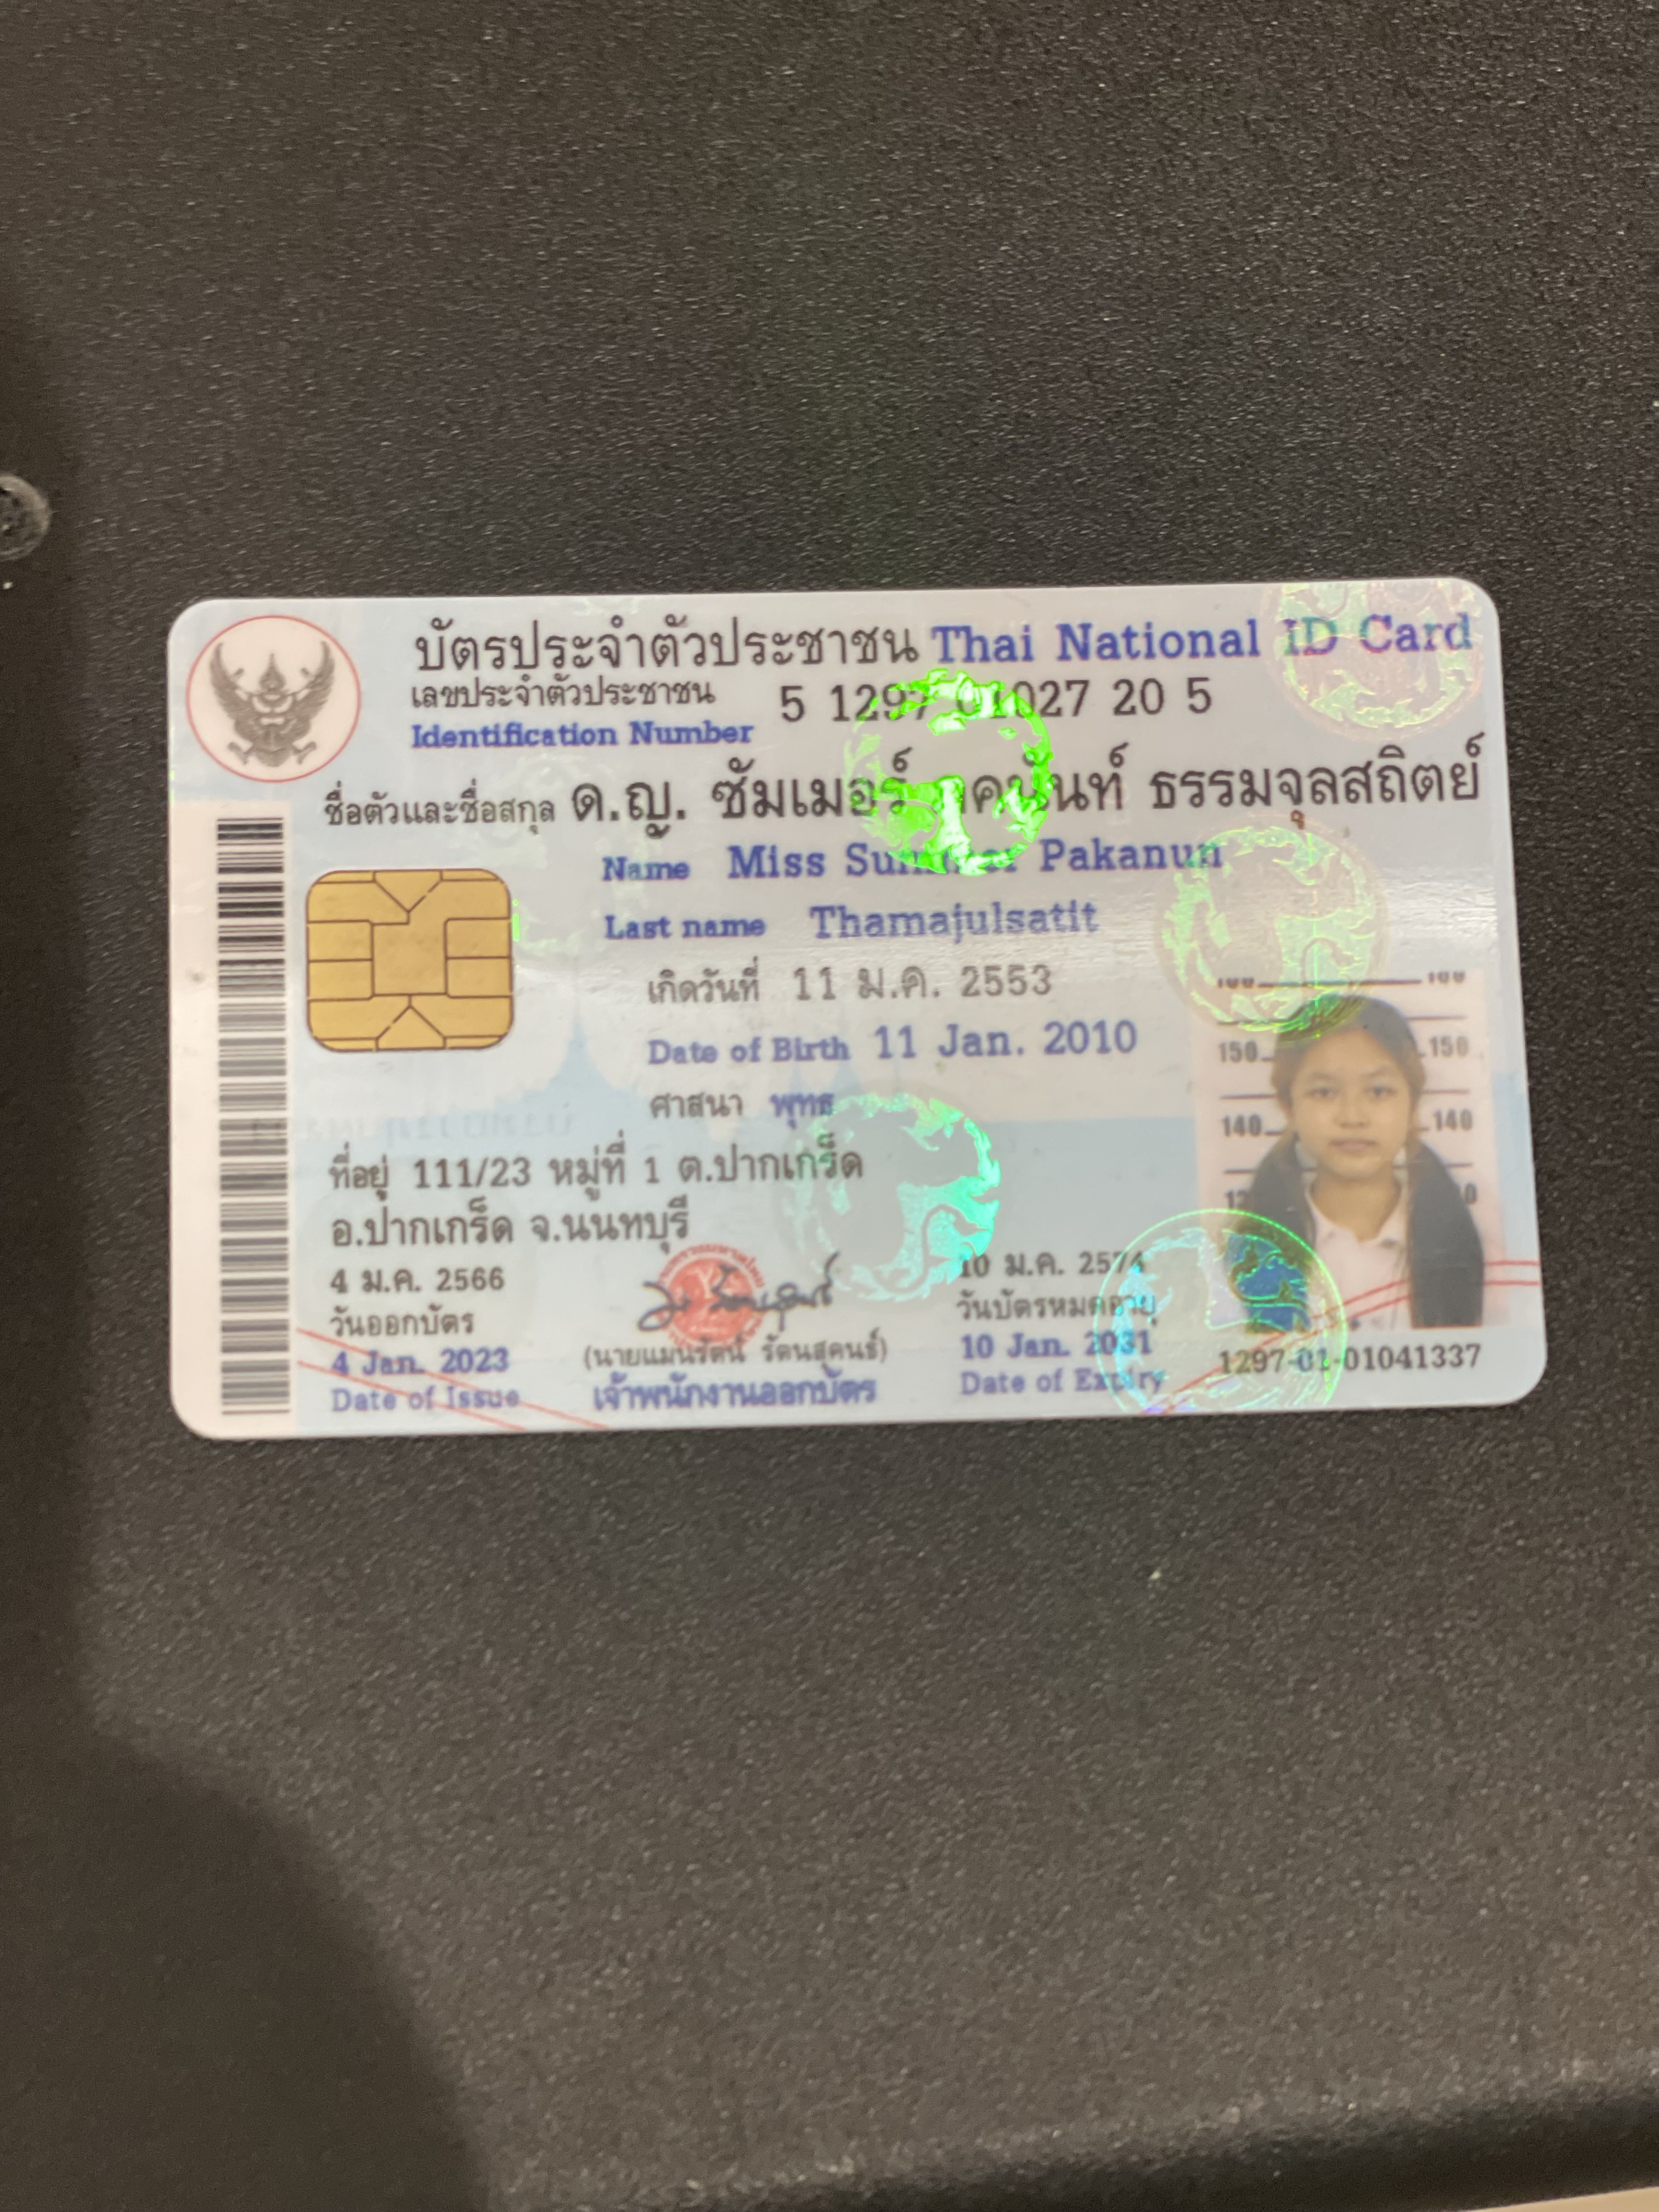 บัตรประจำตัวประชาชน Thai National ID Card
เลขประจำตัวประชาชน 5 1297 01027 20 5
Identification Number
ชื่อตัวและชื่อสกุล ด.ญ. ซัมเมอร์ ธรรมจุลสถิตย์
Name Miss Pakanun
Last name Thamajulsatit
เกิดวันที่ 11 ม.ค. 2553
Date of Birth 11 Jan. 2010
ศาสนา พุทธ
ที่อยู่ 111/23 หมู่ที่ 1 ต.ปากเกร็ด
อ.ปากเกร็ด จ.นนทบุรี
4 ม.ค. 2566
วันออกบัตร
4 Jan. 2023
Date of Issue
(นายแมนรัตน์ รัตนสุคนธ์)
เจ้าพนักงานออกบัตร
10 ม.ค. 2574
วันบัตรหมดอายุ
10 Jan. 2031
Date of Expiry
150 150
140 140
1297-01-01041337